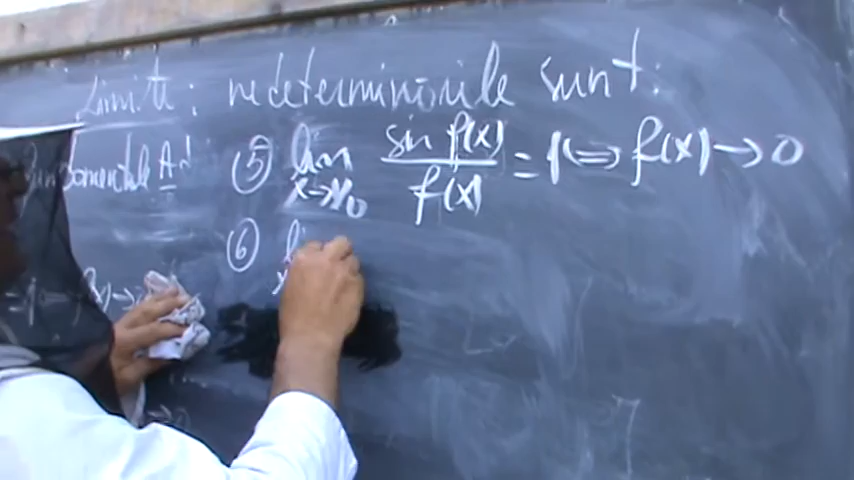 Limite: nedeterminările sunt:
⑤ lim x→x₀ sin f(x) / f(x) = 1 ⟺ f(x) → 0
⑥